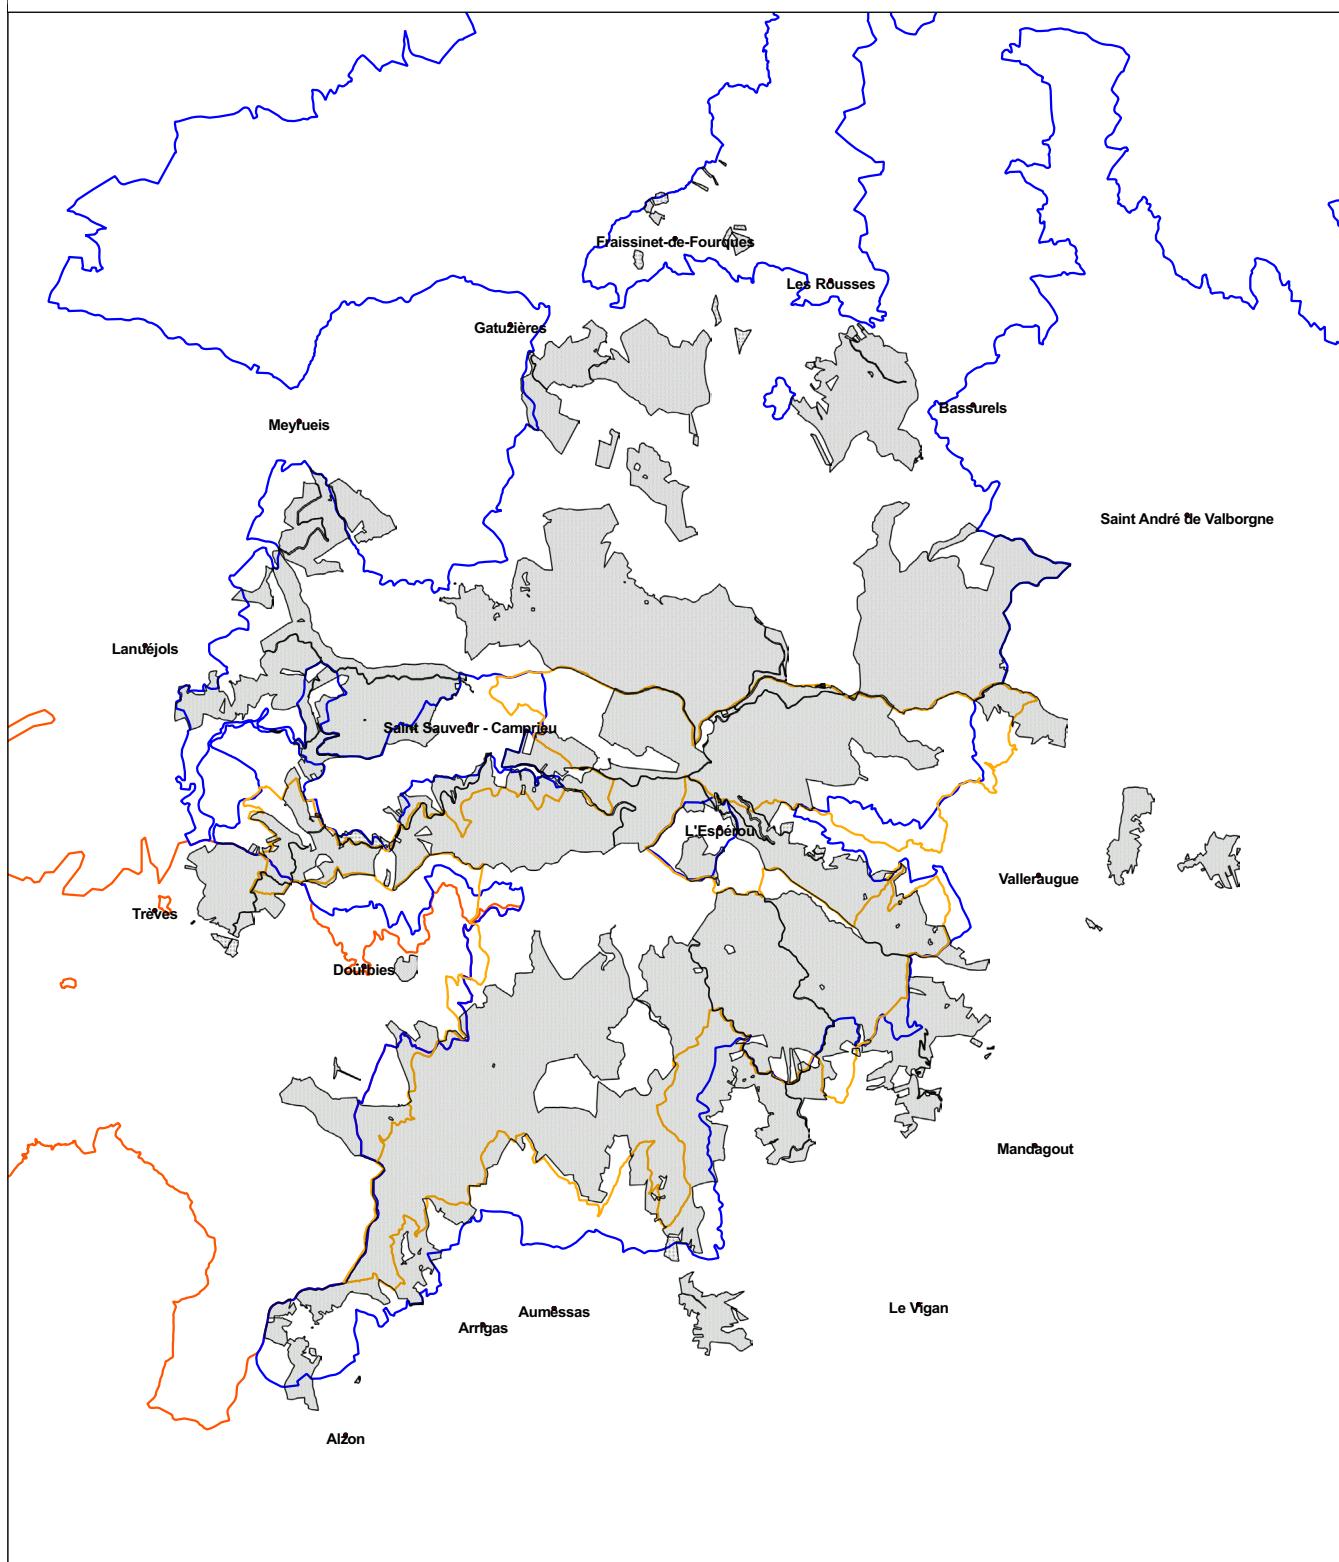 Fraissinet-de-Fourques
Les Rousses
Gatuzières
Bassurels
Meyrueis
Saint André de Valborgne
Lanuéjols
Saint Sauveur - Camprieu
L'Espérou
Valleraugue
Trèves
Dourbies
Mandagout
Le Vigan
Aumessas
Arrigas
Alzon